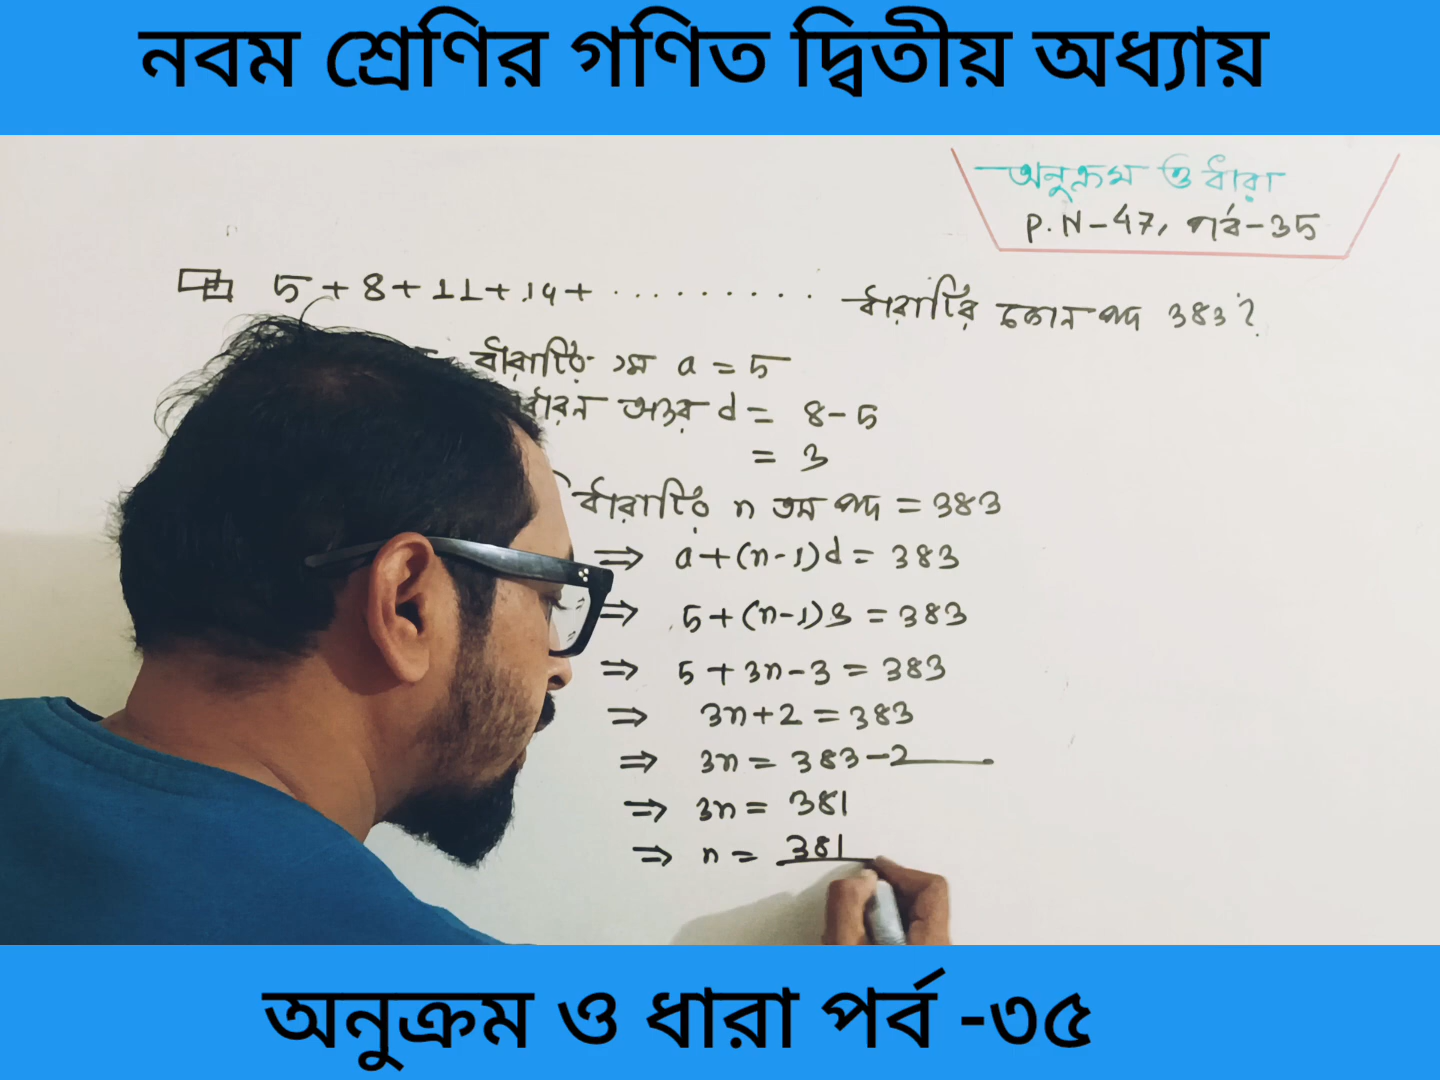 নবম শ্রেণির গণিত দ্বিতীয় অধ্যায়
অনুক্রম ও ধারা
P.N-47, পর্ব-35
5+8+11+14+ ......... ধারাটির কোন পদ 383?
ধারাটির ১ম a = 5
অন্তর d = 8-5
= 3
ধারাটির n তম পদ = 383
⇒ a+(n-1)d = 383
⇒ 5+(n-1)3 = 383
⇒ 5+3n-3 = 383
⇒ 3n+2 = 383
⇒ 3n = 383-2
⇒ 3n = 381
⇒ n = 381
অনুক্রম ও ধারা পর্ব -৩৫